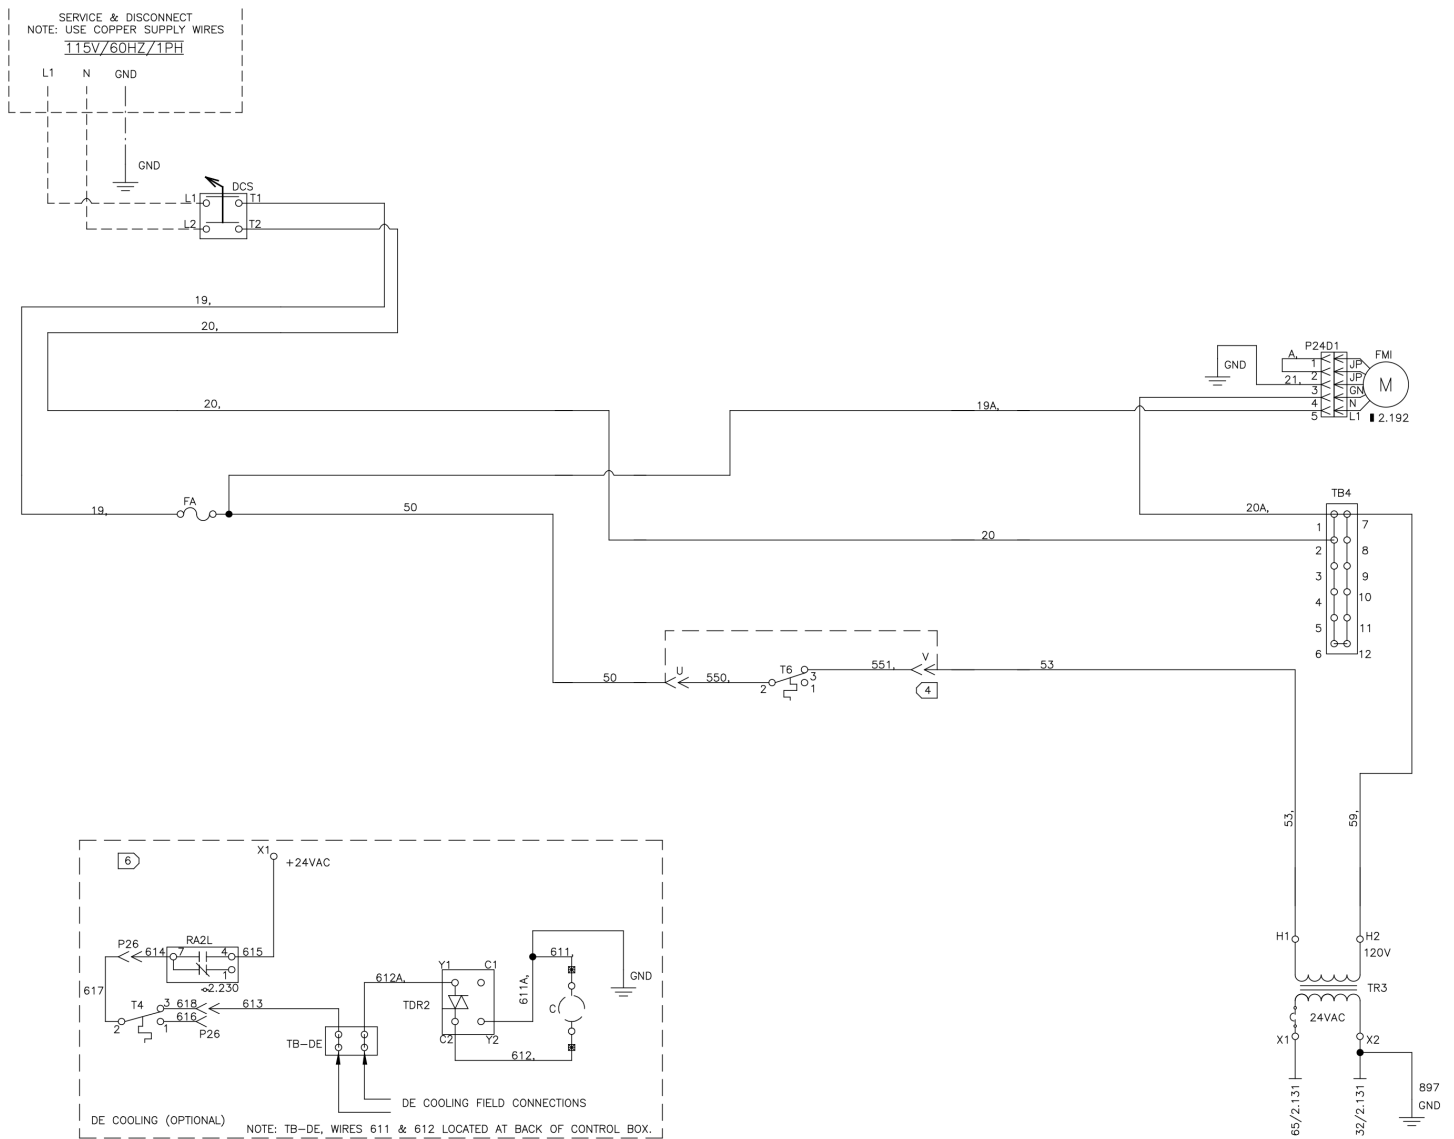 SERVICE & DISCONNECT
NOTE: USE COPPER SUPPLY WIRES
115V/60HZ/1PH
L1 N GND
GND
DCS
L1 T1
L2 T2
19,
20,
P24D1 FMI
GND
A,
21,
1 JP
2 JP
3 GN
4 N
5 L1
M
2.192
20, 19A,
FA
19, 50
TB4
20A,
20
1 7
2 8
3 9
4 10
5 11
6 12
U T6 V
50 550, 2 3 1 551, 53
4
53, 59,
6
X1
+24VAC
P26 614 RA2L 7 4 615
1
2.230
617
T4 3 618 613
2 1 616
P26
TB-DE
612A,
Y1 C1
TDR2
C2 Y2
611A, 611,
C
612,
GND
H1 H2
120V
TR3
24VAC
X1 X2
65/2.131 32/2.131
897
GND
DE COOLING FIELD CONNECTIONS
DE COOLING (OPTIONAL)
NOTE: TB-DE, WIRES 611 & 612 LOCATED AT BACK OF CONTROL BOX.